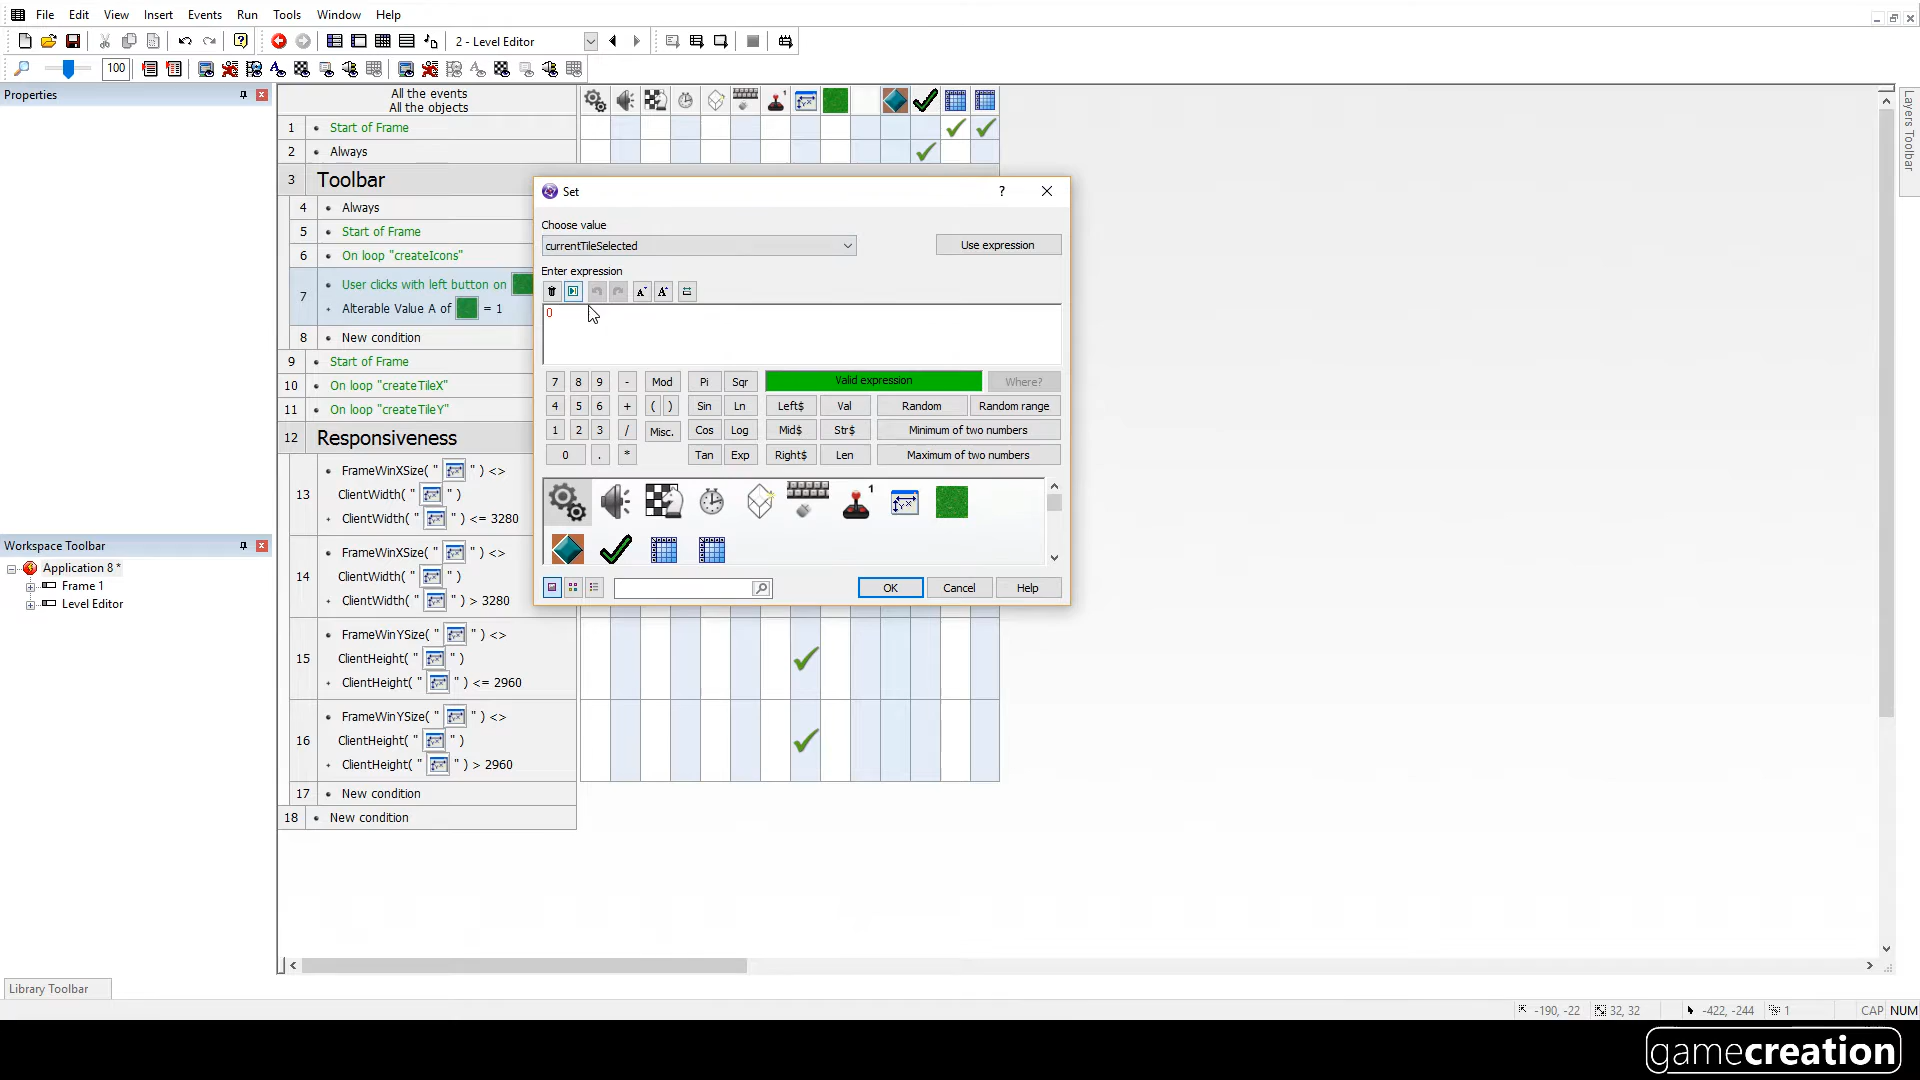 File Edit View Insert Events Run Tools Window Help
2 - Level Editor
100
Properties
All the events
All the objects
1 Start of Frame
2 Always
3 Toolbar
4 Always
5 Start of Frame
6 On loop "createIcons"
7 User clicks with left button on
Alterable Value A of = 1
8 New condition
9 Start of Frame
10 On loop "createTileX"
11 On loop "createTileY"
12 Responsiveness
13 FrameWinXSize( " " ) <>
ClientWidth( " " )
ClientWidth( " " ) <= 3280
14 FrameWinXSize( " " ) <>
ClientWidth( " " )
ClientWidth( " " ) > 3280
15 FrameWinYSize( " " ) <>
ClientHeight( " " )
ClientHeight( " " ) <= 2960
16 FrameWinYSize( " " ) <>
ClientHeight( " " )
ClientHeight( " " ) > 2960
17 New condition
18 New condition
Set
?
Choose value
currentTileSelected
Use expression
Enter expression
0
7 8 9 - Mod Pi Sqr Valid expression Where?
4 5 6 + ( ) Sin Ln Left$ Val Random Random range
1 2 3 / Misc. Cos Log Mid$ Str$ Minimum of two numbers
0 . * Tan Exp Right$ Len Maximum of two numbers
1
OK Cancel Help
Workspace Toolbar
Application 8 *
Frame 1
Level Editor
Layers Toolbar
Library Toolbar
-190, -22 32, 32 -422, -244 1 CAP NUM
gamecreation